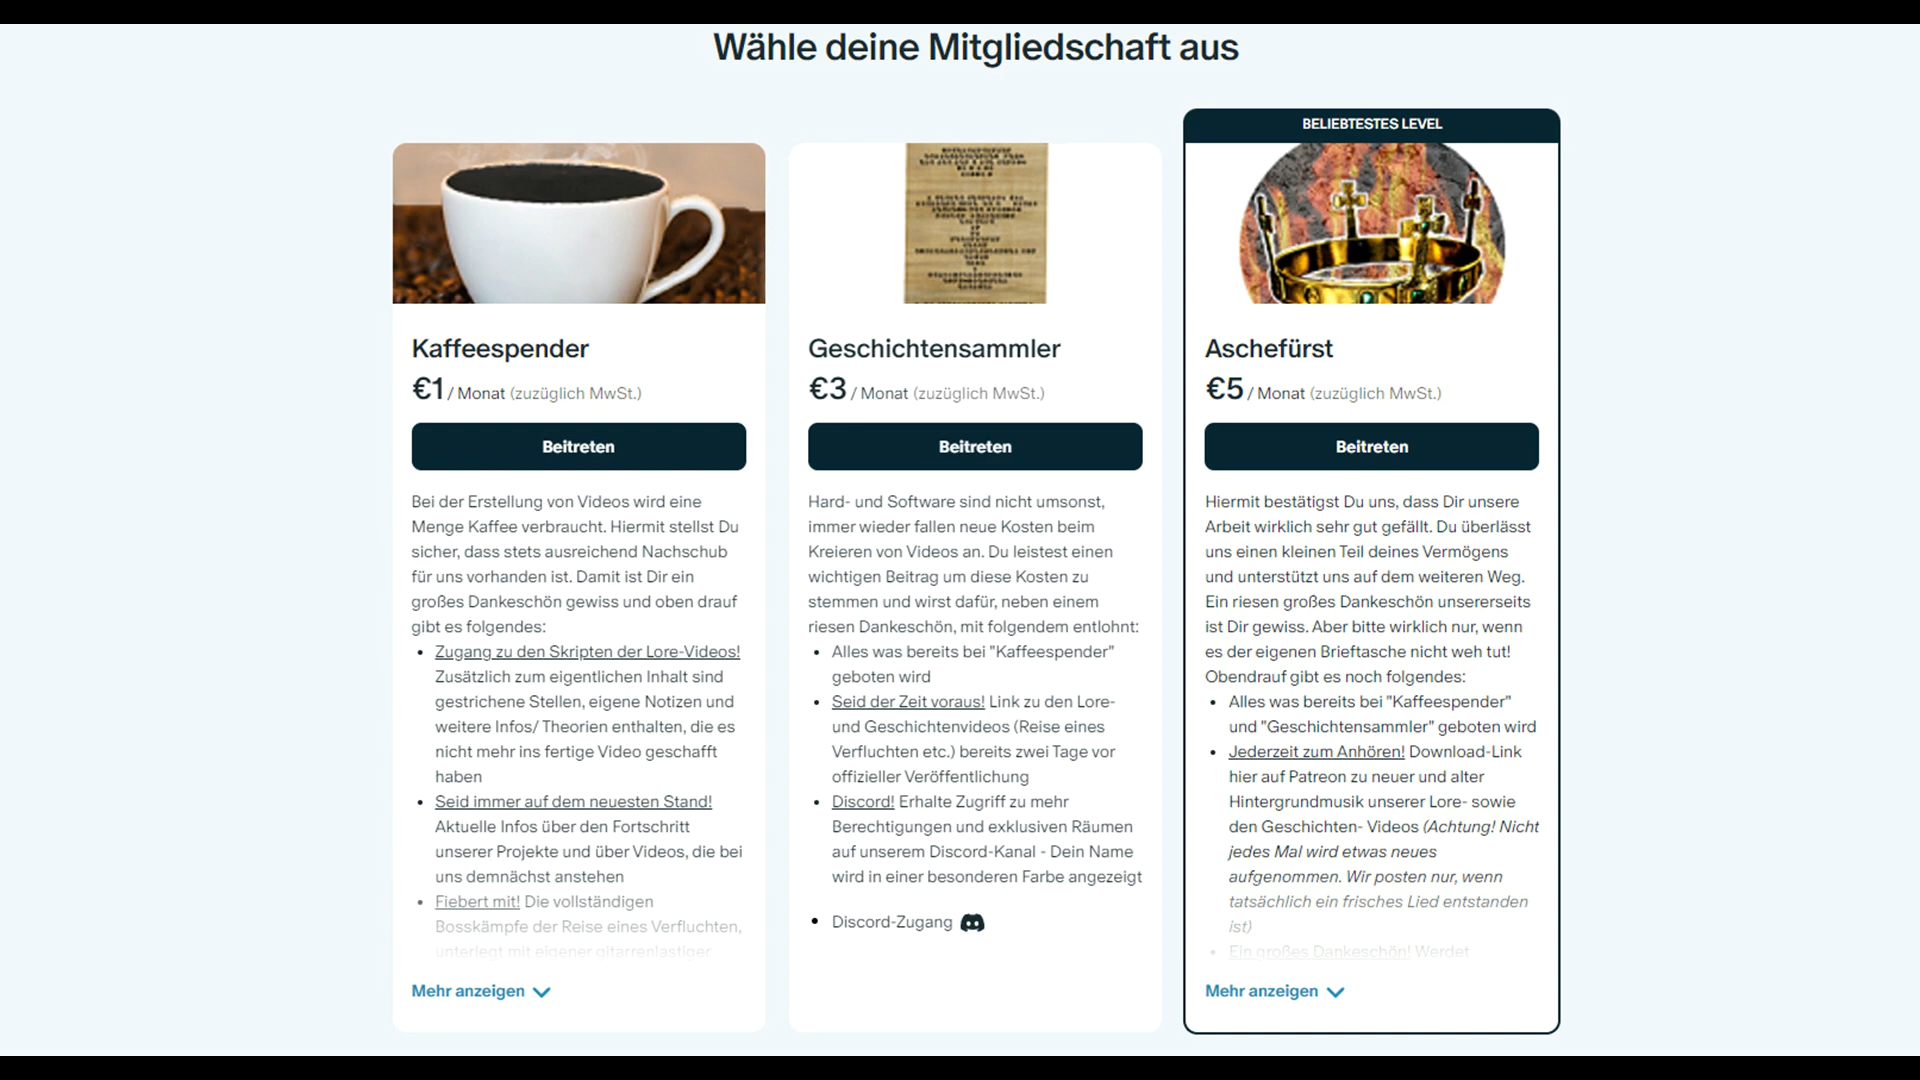 Wähle deine Mitgliedschaft aus
Kaffeespender
€1 / Monat (zuzüglich MwSt.)
Beitreten
Bei der Erstellung von Videos wird eine
Menge Kaffee verbraucht. Hiermit stellst Du
sicher, dass stets ausreichend Nachschub
für uns vorhanden ist. Damit ist Dir ein
großes Dankeschön gewiss und oben drauf
gibt es folgendes:
• Zugang zu den Skripten der Lore-Videos!
Zusätzlich zum eigentlichen Inhalt sind
gestrichene Stellen, eigene Notizen und
weitere Infos/ Theorien enthalten, die es
nicht mehr ins fertige Video geschafft
haben
• Seid immer auf dem neuesten Stand!
Aktuelle Infos über den Fortschritt
unserer Projekte und über Videos, die bei
uns demnächst anstehen
• Fiebert mit! Die vollständigen
Bosskämpfe der Reise eines Verfluchten,
unterlegt mit eigener gitarrenlastiger
Mehr anzeigen
Geschichtensammler
€3 / Monat (zuzüglich MwSt.)
Beitreten
Hard- und Software sind nicht umsonst,
immer wieder fallen neue Kosten beim
Kreieren von Videos an. Du leistest einen
wichtigen Beitrag um diese Kosten zu
stemmen und wirst dafür, neben einem
riesen Dankeschön, mit folgendem entlohnt:
• Alles was bereits bei "Kaffeespender"
geboten wird
• Seid der Zeit voraus! Link zu den Lore-
und Geschichtenvideos (Reise eines
Verfluchten etc.) bereits zwei Tage vor
offizieller Veröffentlichung
• Discord! Erhalte Zugriff zu mehr
Berechtigungen und exklusiven Räumen
auf unserem Discord-Kanal - Dein Name
wird in einer besonderen Farbe angezeigt
• Discord-Zugang
BELIEBTESTES LEVEL
Aschefürst
€5 / Monat (zuzüglich MwSt.)
Beitreten
Hiermit bestätigst Du uns, dass Dir unsere
Arbeit wirklich sehr gut gefällt. Du überlässt
uns einen kleinen Teil deines Vermögens
und unterstützt uns auf dem weiteren Weg.
Ein riesen großes Dankeschön unsererseits
ist Dir gewiss. Aber bitte wirklich nur, wenn
es der eigenen Brieftasche nicht weh tut!
Obendrauf gibt es noch folgendes:
• Alles was bereits bei "Kaffeespender"
und "Geschichtensammler" geboten wird
• Jederzeit zum Anhören! Download-Link
hier auf Patreon zu neuer und alter
Hintergrundmusik unserer Lore- sowie
den Geschichten- Videos (Achtung! Nicht
jedes Mal wird etwas neues
aufgenommen. Wir posten nur, wenn
tatsächlich ein frisches Lied entstanden
ist)
• Ein großes Dankeschön! Werdet
Mehr anzeigen